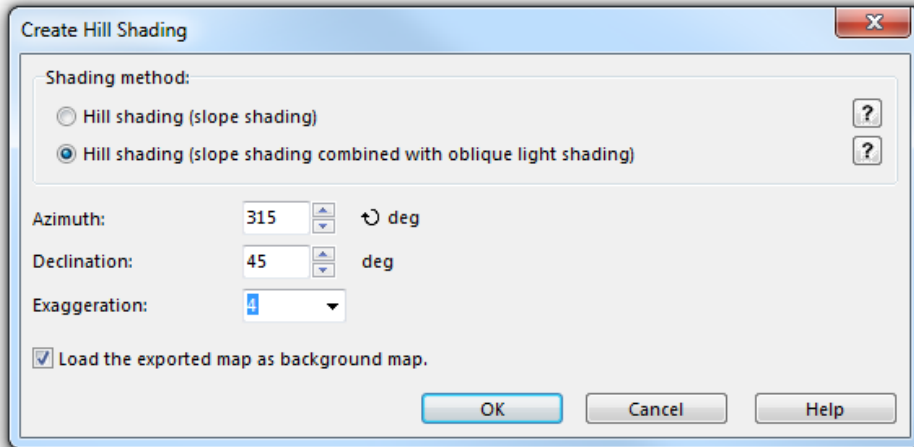 Create Hill Shading
X
Shading method:
Hill shading (slope shading)
?
Hill shading (slope shading combined with oblique light shading)
?
Azimuth: 315 deg
Declination: 45 deg
Exaggeration: 4
Load the exported map as background map.
OK Cancel Help